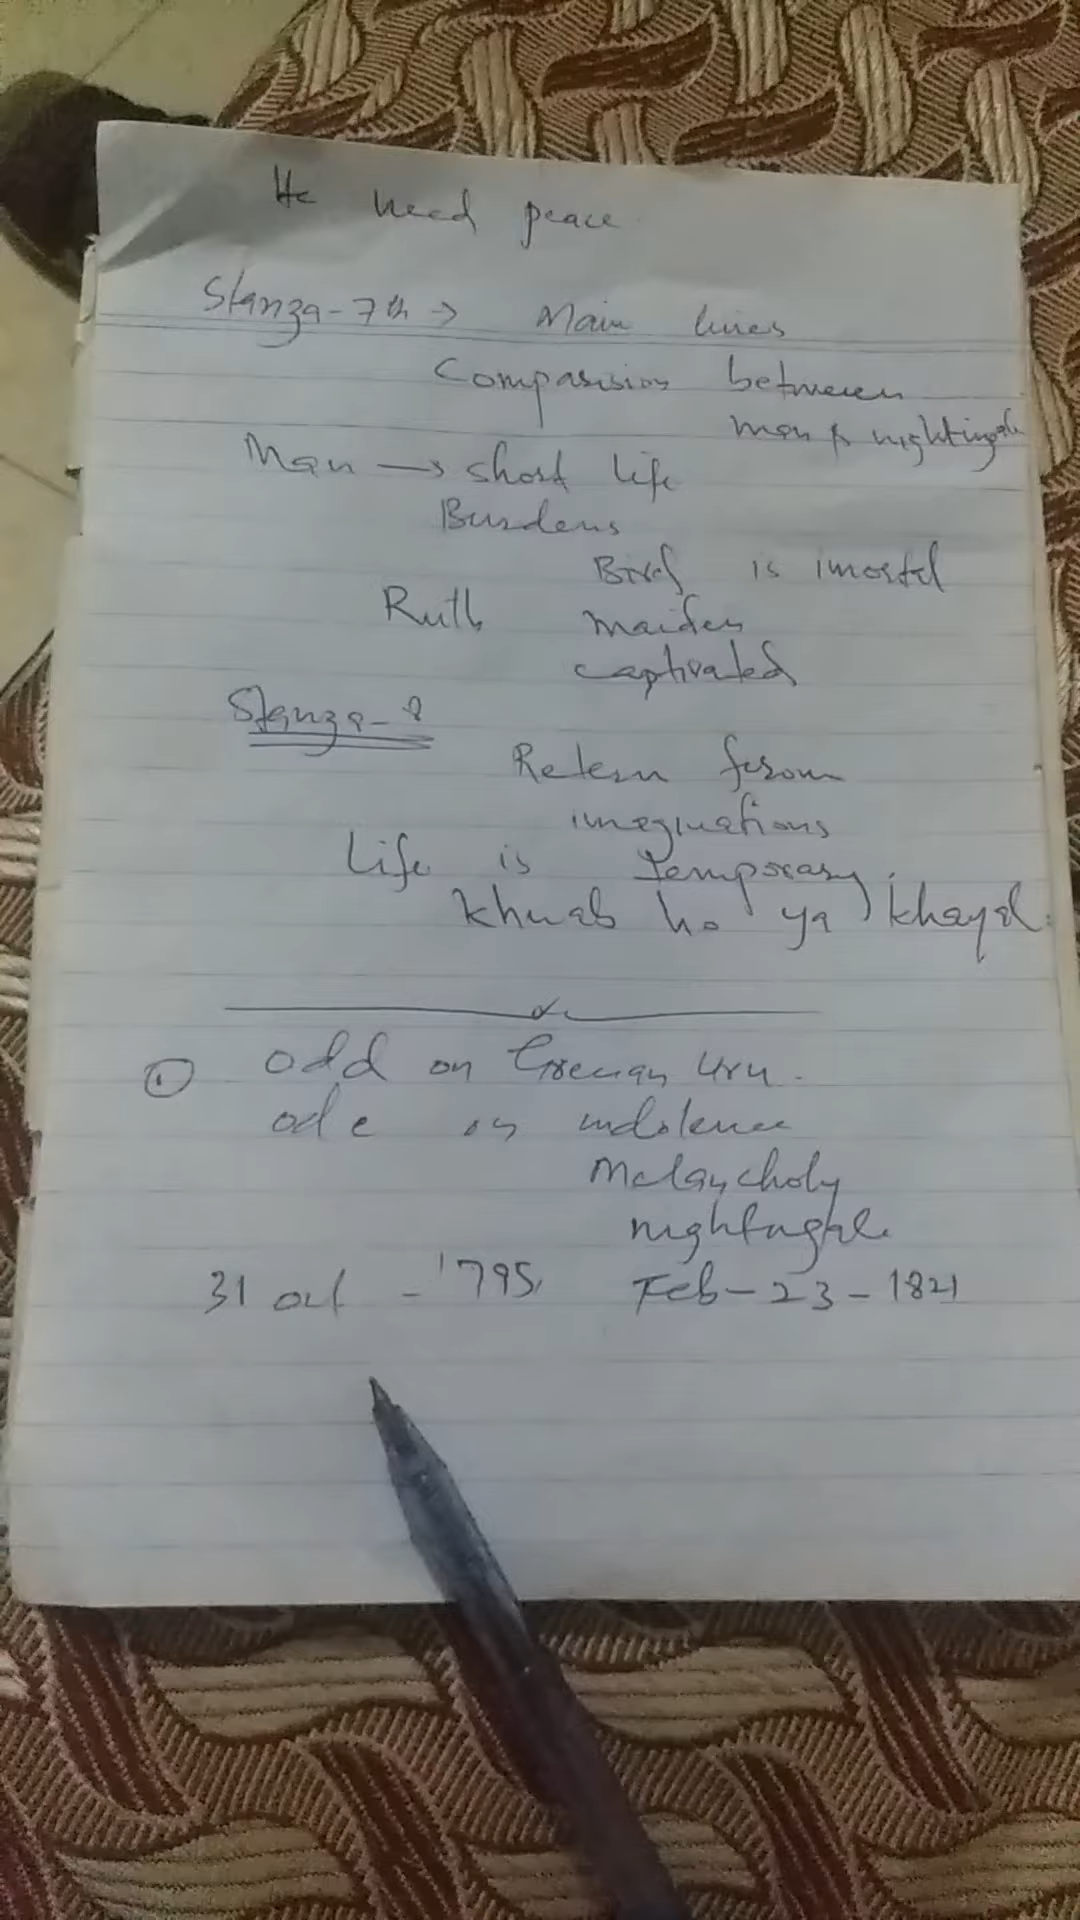 He need peace
Stanza-7th → Main lines
Comparision between
man & nightingale
Man → short life
Burdens
Bird is imortal
Ruth maiden
captivated
Stanza-8
Retern from
imeginations
Life is temporary.
khuab ho ya khayal.
① odd on Grecian Urn.
ode on indolence
Melancholy
nightingale
31 oct - 1795, Feb-23-1821